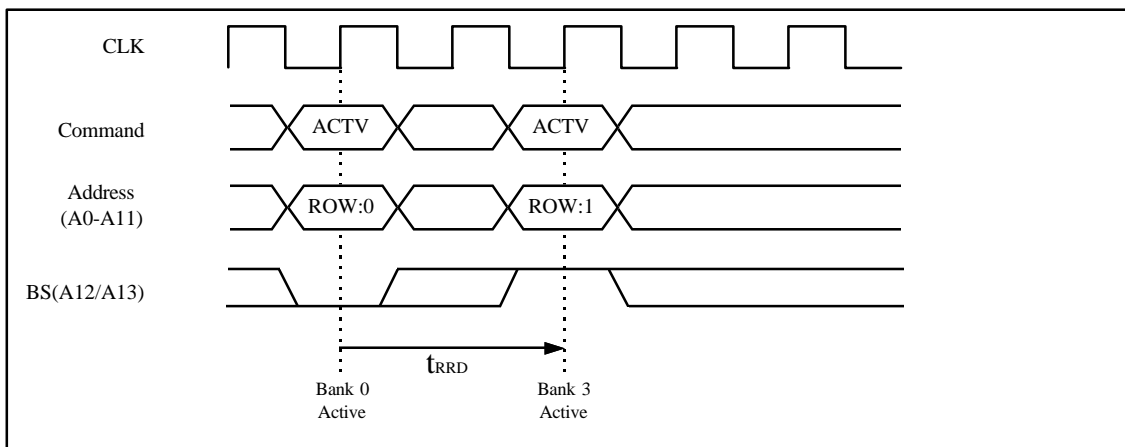 CLK
Command
ACTV
ACTV
Address
(A0-A11)
ROW:0
ROW:1
BS(A12/A13)
tRRD
Bank 0
Active
Bank 3
Active